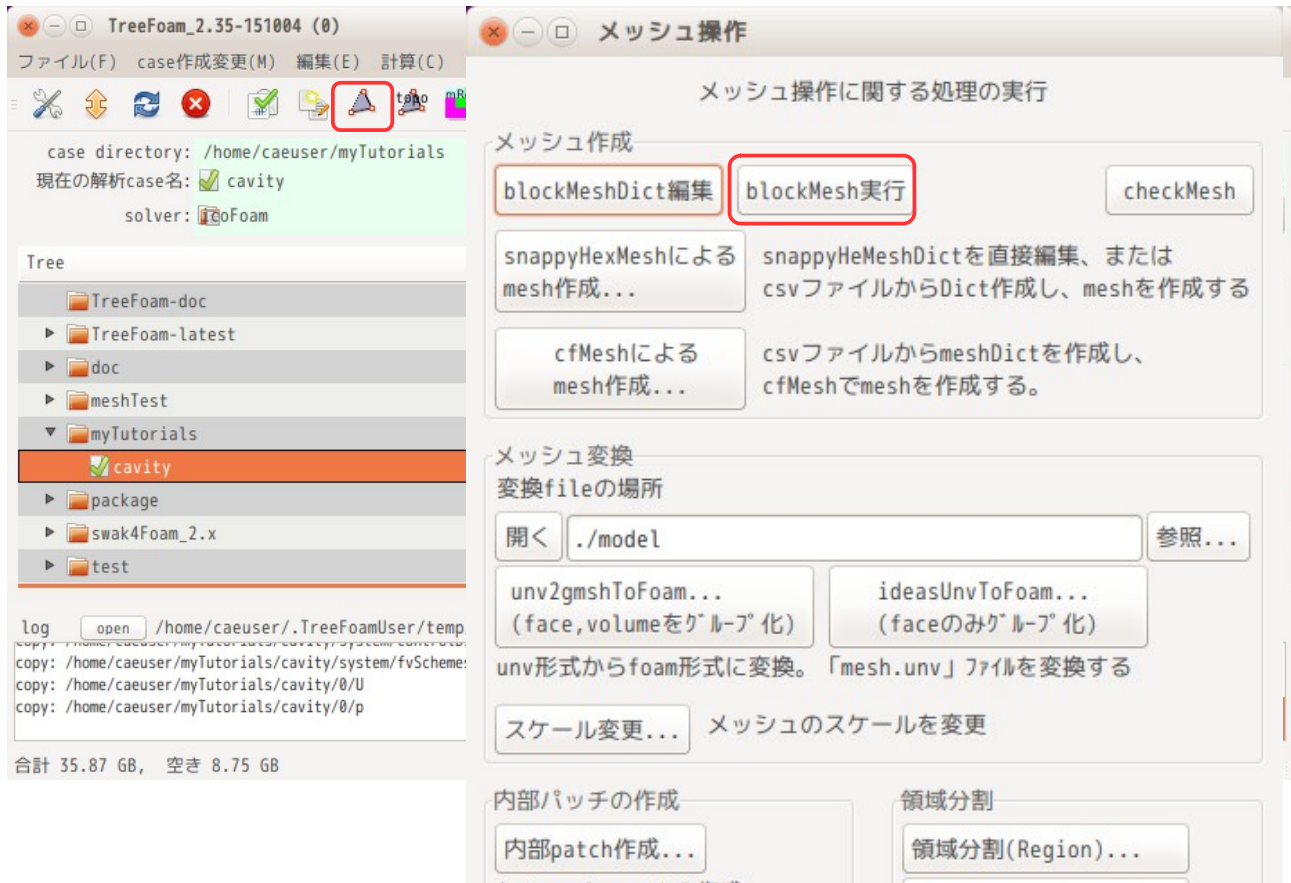 TreeFoam_2.35-151004 (0)
ファイル(F) case作成変更(M) 編集(E) 計算(C)
topo
case directory: /home/caeuser/myTutorials
現在の解析case名: cavity
solver: icoFoam
Tree
TreeFoam-doc
TreeFoam-latest
doc
meshTest
myTutorials
cavity
package
swak4Foam_2.x
test
log open /home/caeuser/.TreeFoamUser/temp
copy: /home/caeuser/myTutorials/cavity/system/controlD
copy: /home/caeuser/myTutorials/cavity/system/fvSchemes
copy: /home/caeuser/myTutorials/cavity/0/U
copy: /home/caeuser/myTutorials/cavity/0/p
合計 35.87 GB, 空き 8.75 GB
メッシュ操作
メッシュ操作に関する処理の実行
メッシュ作成
blockMeshDict編集 blockMesh実行 checkMesh
snappyHexMeshによる
mesh作成...
snappyHeMeshDictを直接編集、または
csvファイルからDict作成し、meshを作成する
cfMeshによる
mesh作成...
csvファイルからmeshDictを作成し、
cfMeshでmeshを作成する。
メッシュ変換
変換fileの場所
開く ./model 参照...
unv2gmshToFoam...
(face,volumeをｸﾞﾙｰﾌﾟ化)
ideasUnvToFoam...
(faceのみｸﾞﾙｰﾌﾟ化)
unv形式からfoam形式に変換。「mesh.unv」ﾌｧｲﾙを変換する
スケール変更... メッシュのスケールを変更
内部パッチの作成
内部patch作成...
領域分割
領域分割(Region)...